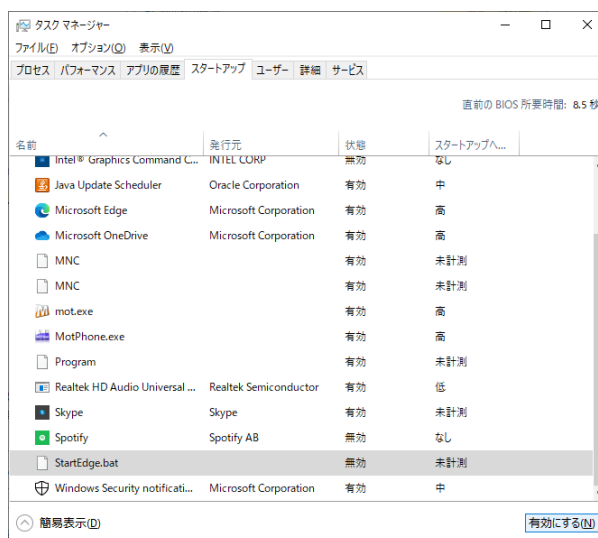 タスク マネージャー
ファイル(F) オプション(O) 表示(V)
プロセス パフォーマンス アプリの履歴 スタートアップ ユーザー 詳細 サービス
直前の BIOS 所要時間: 8.5 秒
名前 発行元 状態 スタートアップへ...
Intel® Graphics Command C... INTEL CORP 無効 なし
Java Update Scheduler Oracle Corporation 有効 中
Microsoft Edge Microsoft Corporation 有効 高
Microsoft OneDrive Microsoft Corporation 有効 高
MNC 有効 未計測
MNC 有効 未計測
mot.exe 有効 高
MotPhone.exe 有効 高
Program 有効 未計測
Realtek HD Audio Universal ... Realtek Semiconductor 有効 低
Skype Skype 有効 未計測
Spotify Spotify AB 無効 なし
StartEdge.bat 無効 未計測
Windows Security notificati... Microsoft Corporation 有効 中
簡易表示(D) 有効にする(N)